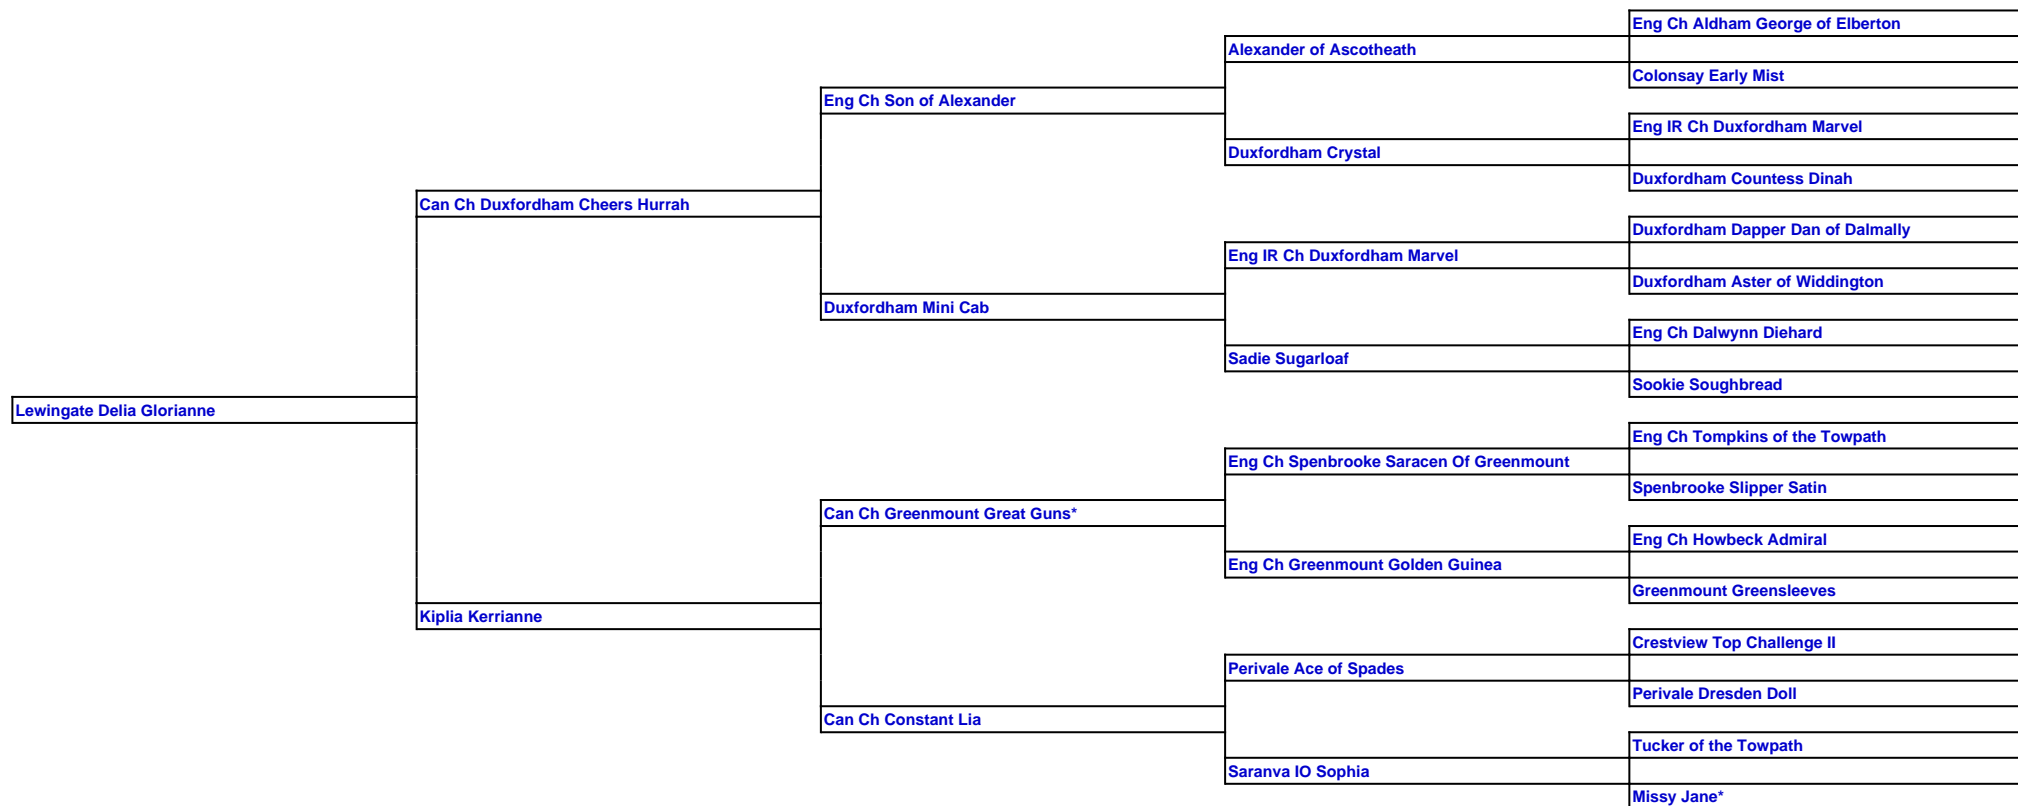 Eng Ch Aldham George of Elberton
Alexander of Ascotheath
Colonsay Early Mist
Eng Ch Son of Alexander
Eng IR Ch Duxfordham Marvel
Duxfordham Crystal
Duxfordham Countess Dinah
Can Ch Duxfordham Cheers Hurrah
Duxfordham Dapper Dan of Dalmally
Eng IR Ch Duxfordham Marvel
Duxfordham Aster of Widdington
Duxfordham Mini Cab
Eng Ch Dalwynn Diehard
Sadie Sugarloaf
Sookie Soughbread
Lewingate Delia Glorianne
Eng Ch Tompkins of the Towpath
Eng Ch Spenbrooke Saracen Of Greenmount
Spenbrooke Slipper Satin
Can Ch Greenmount Great Guns*
Eng Ch Howbeck Admiral
Eng Ch Greenmount Golden Guinea
Greenmount Greensleeves
Kiplia Kerrianne
Crestview Top Challenge II
Perivale Ace of Spades
Perivale Dresden Doll
Can Ch Constant Lia
Tucker of the Towpath
Saranva IO Sophia
Missy Jane*